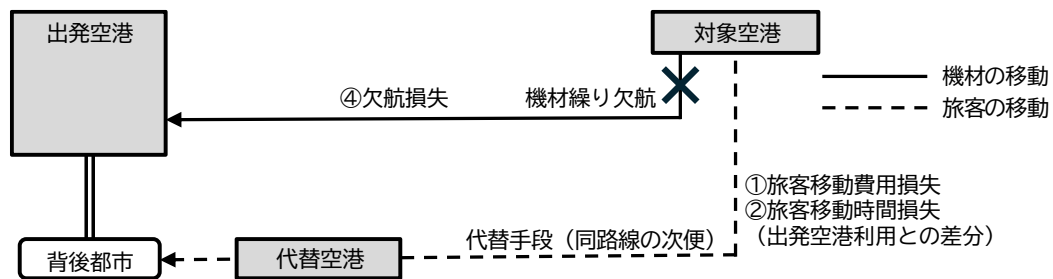 出発空港
対象空港
④欠航損失
機材繰り欠航
機材の移動
旅客の移動
①旅客移動費用損失
②旅客移動時間損失
（出発空港利用との差分）
代替手段（同路線の次便）
背後都市
代替空港